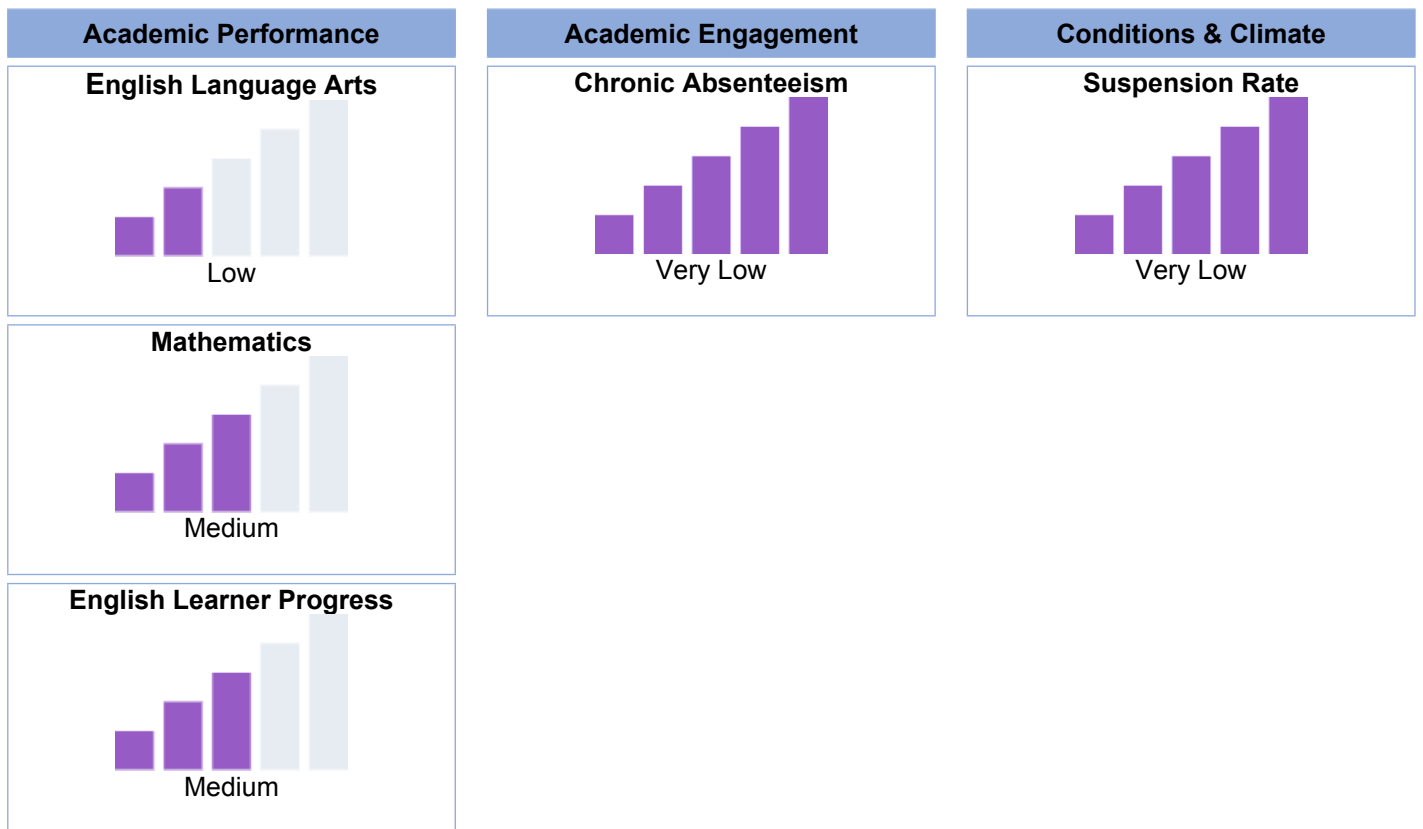 Academic Performance
Academic Engagement
Conditions & Climate
English Language Arts
Low
Chronic Absenteeism
Very Low
Suspension Rate
Very Low
Mathematics
Medium
English Learner Progress
Medium